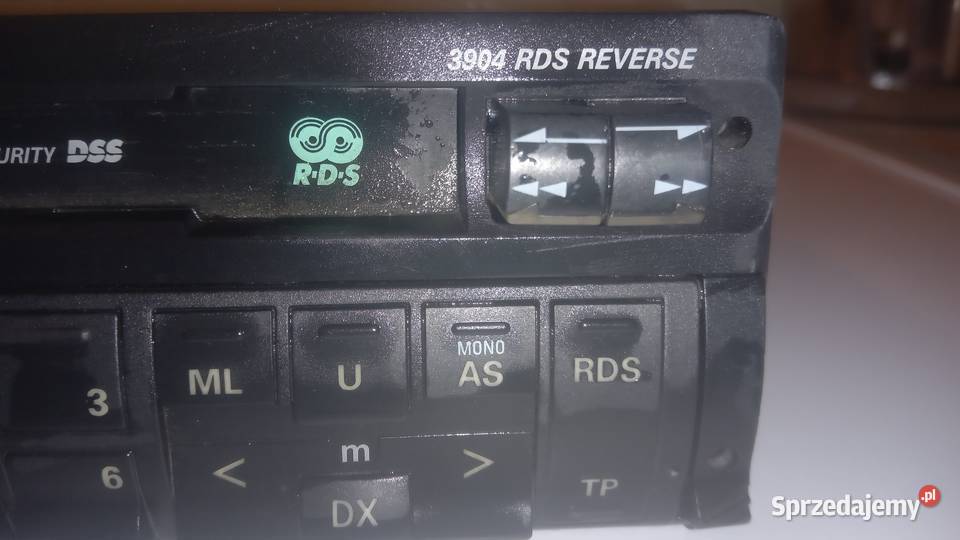 3904 RDS REVERSE
URITY DSS
R·D·S
MONO
ML U AS RDS
3
m
< >
6
DX
TP
Sprzedajemy.pl